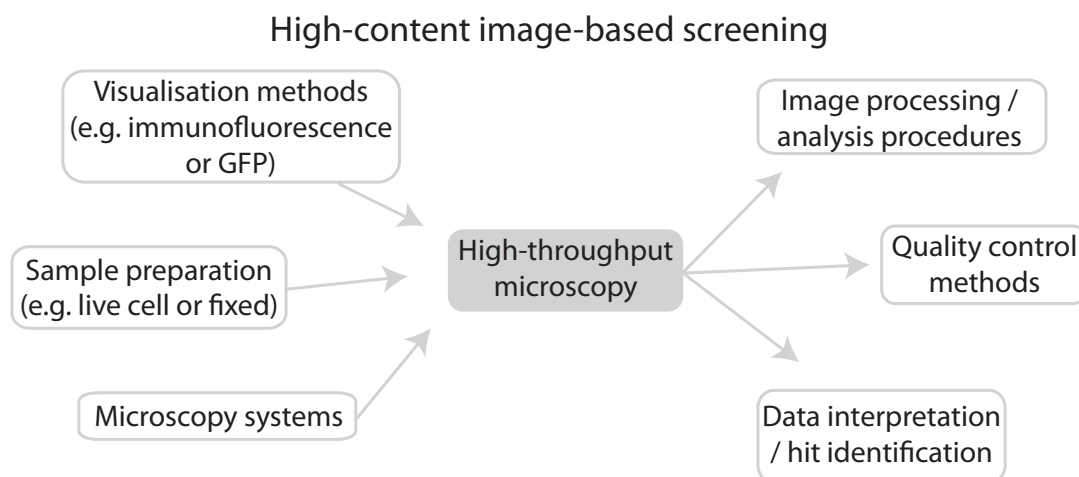 High-content image-based screening
Visualisation methods
(e.g. immunofluorescence
or GFP)
Sample preparation
(e.g. live cell or fixed)
Microscopy systems
High-throughput
microscopy
Image processing /
analysis procedures
Quality control
methods
Data interpretation
/ hit identification